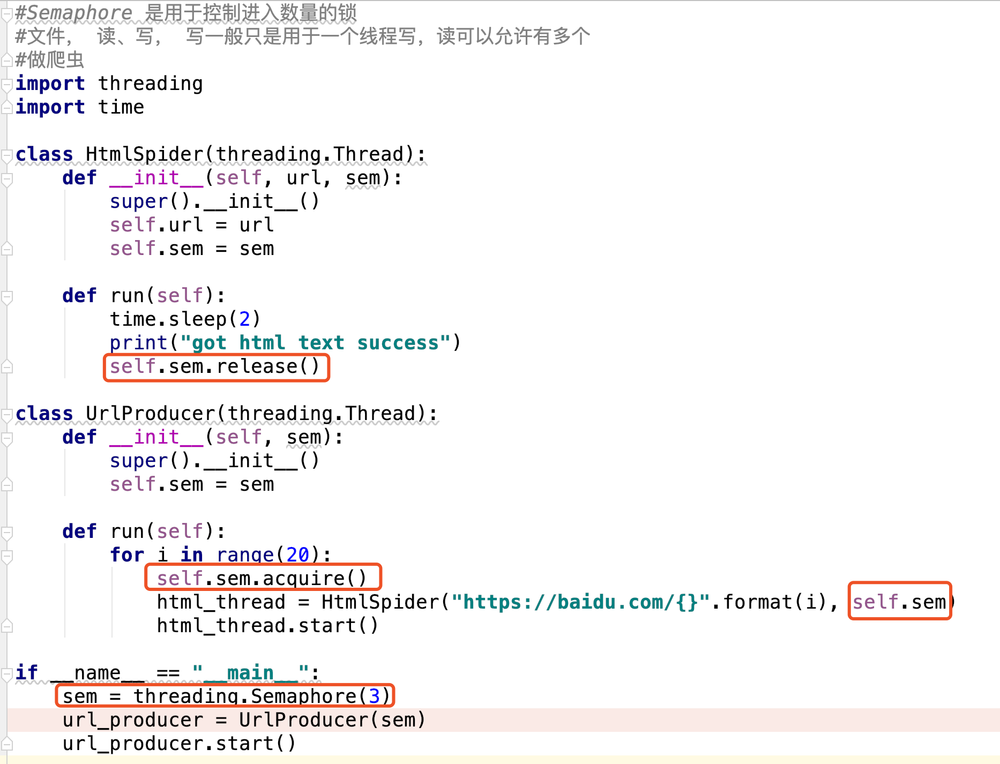 #Semaphore 是用于控制进入数量的锁
#文件， 读、写， 写一般只是用于一个线程写，读可以允许有多个
#做爬虫
import threading
import time
class HtmlSpider(threading.Thread):
    def __init__(self, url, sem):
        super().__init__()
        self.url = url
        self.sem = sem
    def run(self):
        time.sleep(2)
        print("got html text success")
        self.sem.release()
class UrlProducer(threading.Thread):
    def __init__(self, sem):
        super().__init__()
        self.sem = sem
    def run(self):
        for i in range(20):
            self.sem.acquire()
            html_thread = HtmlSpider("https://baidu.com/{}".format(i), self.sem)
            html_thread.start()
if __name__ == "__main__":
    sem = threading.Semaphore(3)
    url_producer = UrlProducer(sem)
    url_producer.start()